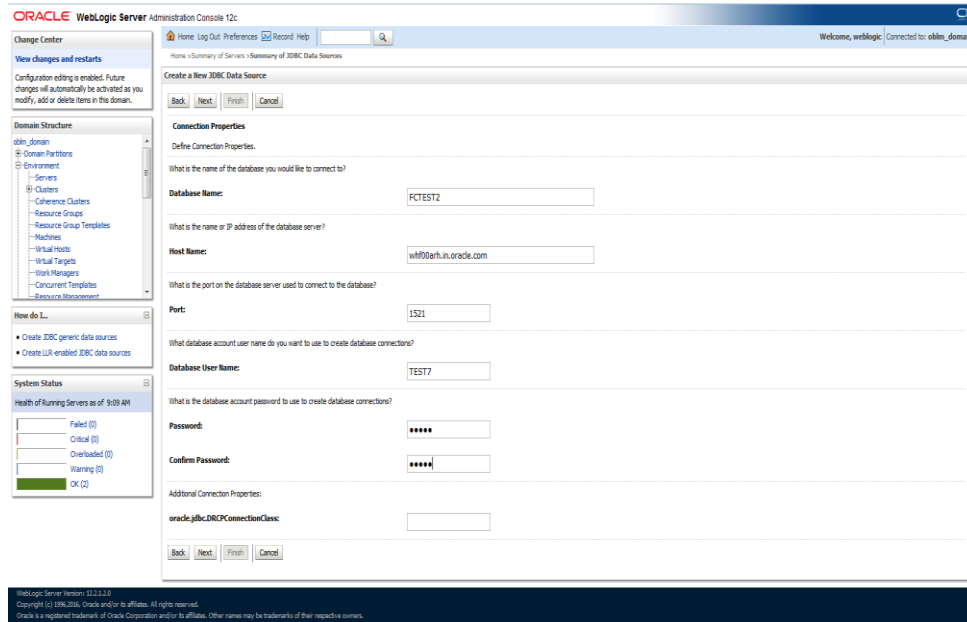 ORACLE WebLogic Server Administration Console 12c
Change Center
View changes and restarts
Configuration editing is enabled. Future
changes will automatically be activated as you
modify, add or delete items in this domain.
Domain Structure
oblm_domain
Domain Partitions
Environment
Servers
Clusters
Coherence Clusters
Resource Groups
Resource Group Templates
Machines
Virtual Hosts
Virtual Targets
Work Managers
Concurrent Templates
Resource Management
How do I...
Create JDBC generic data sources
Create LLR-enabled JDBC data sources
System Status
Health of Running Servers as of 9:09 AM
Failed (0)
Critical (0)
Overloaded (0)
Warning (0)
OK (2)
Home Log Out Preferences Record Help
Welcome, weblogic Connected to: oblm_doma
Home >Summary of Servers >Summary of JDBC Data Sources
Create a New JDBC Data Source
Back Next Finish Cancel
Connection Properties
Define Connection Properties.
What is the name of the database you would like to connect to?
Database Name: FCTEST2
What is the name or IP address of the database server?
Host Name: whf00arh.in.oracle.com
What is the port on the database server used to connect to the database?
Port: 1521
What database account user name do you want to use to create database connections?
Database User Name: TEST7
What is the database account password to use to create database connections?
Password: •••••
Confirm Password: •••••
Additional Connection Properties:
oracle.jdbc.DRCPConnectionClass:
Back Next Finish Cancel
WebLogic Server Version: 12.2.1.2.0
Copyright (c) 1996,2016, Oracle and/or its affiliates. All rights reserved.
Oracle is a registered trademark of Oracle Corporation and/or its affiliates. Other names may be trademarks of their respective owners.